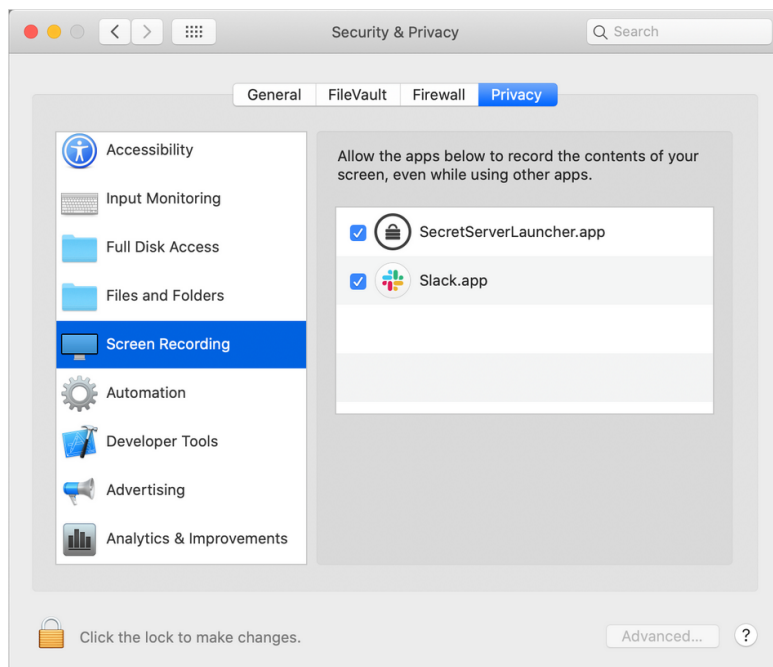 Security & Privacy
Search
General
FileVault
Firewall
Privacy
Accessibility
Input Monitoring
Full Disk Access
Files and Folders
Screen Recording
Automation
Developer Tools
Advertising
Analytics & Improvements
Allow the apps below to record the contents of your
screen, even while using other apps.
SecretServerLauncher.app
Slack.app
Click the lock to make changes.
Advanced...
?